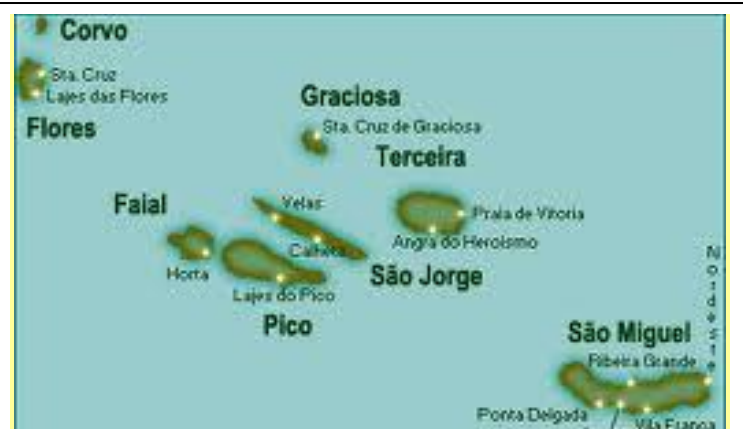 Corvo
Sta. Cruz
Lajes das Flores
Flores
Graciosa
Sta. Cruz de Graciosa
Terceira
Faial
Velas
Praia de Vitoria
Angra do Heroismo
Calheta
Horta
Lajes do Pico
São Jorge
Pico
Nordeste
São Miguel
Ribeira Grande
Ponta Delgada
Vila Franca